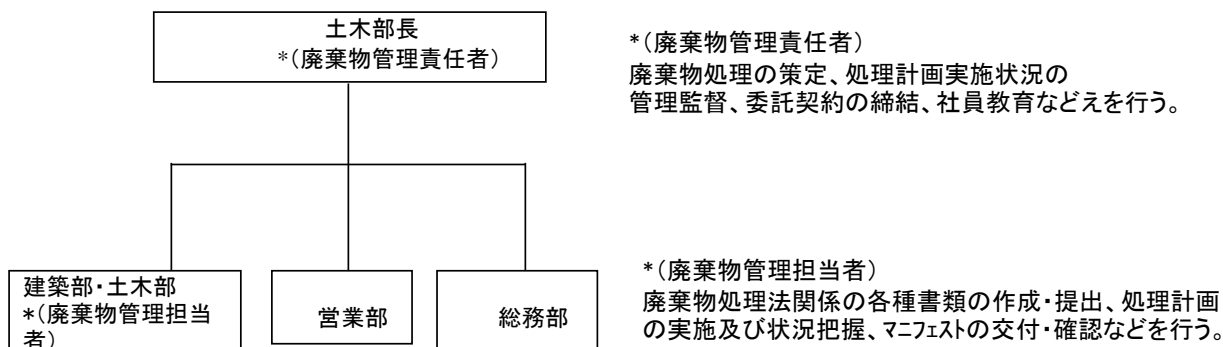 土木部長
*(廃棄物管理責任者)
*(廃棄物管理責任者)
廃棄物処理の策定、処理計画実施状況の
管理監督、委託契約の締結、社員教育などえを行う。
建築部・土木部
*(廃棄物管理担当
者)
営業部
総務部
*(廃棄物管理担当者)
廃棄物処理法関係の各種書類の作成・提出、処理計画
の実施及び状況把握、ﾏﾆﾌｪｽﾄの交付・確認などを行う。